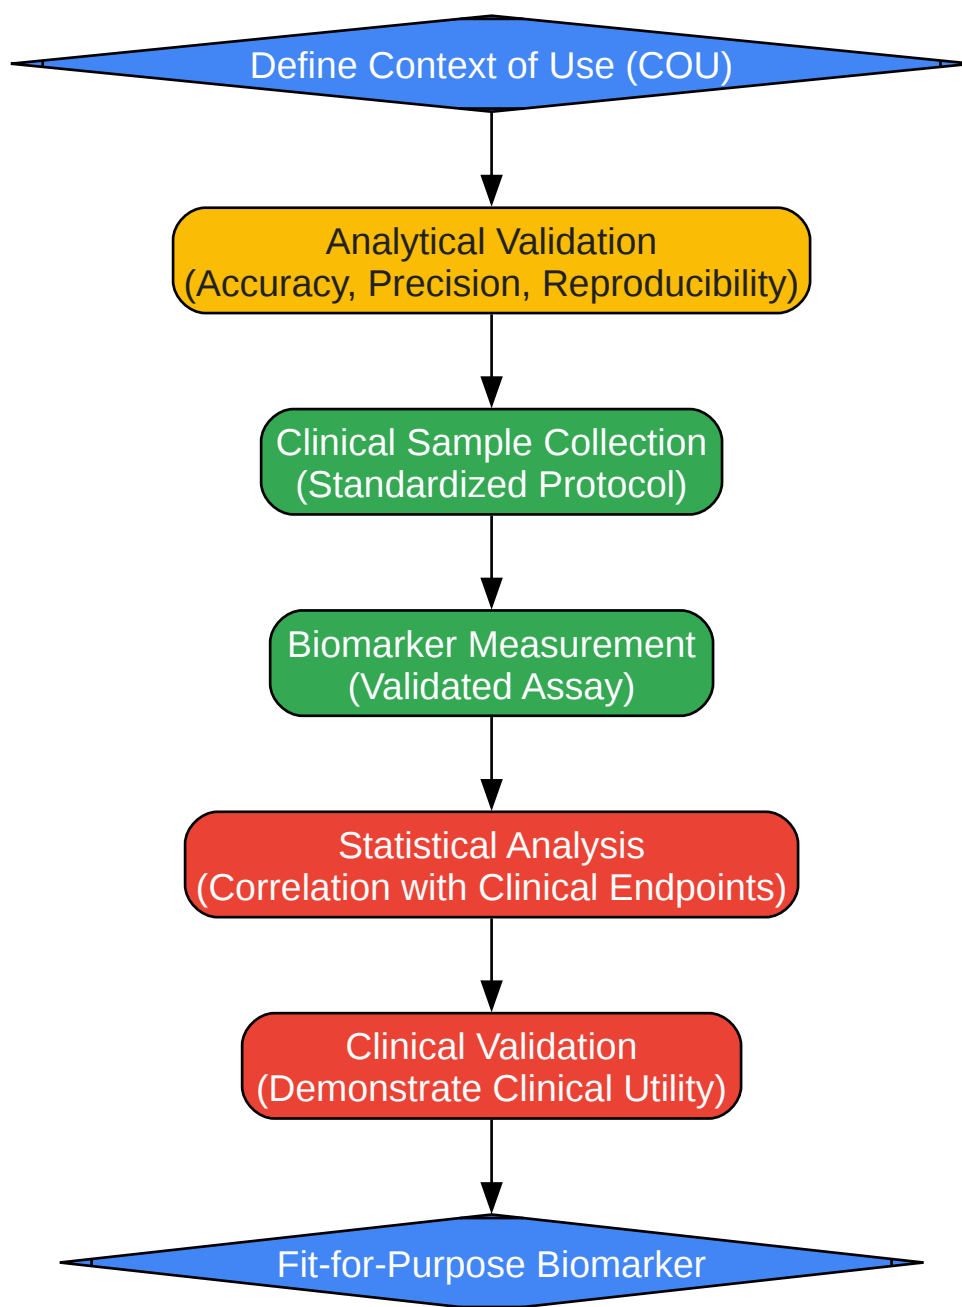 Define Context of Use (COU)
Analytical Validation
(Accuracy, Precision, Reproducibility)
Clinical Sample Collection
(Standardized Protocol)
Biomarker Measurement
(Validated Assay)
Statistical Analysis
(Correlation with Clinical Endpoints)
Clinical Validation
(Demonstrate Clinical Utility)
Fit-for-Purpose Biomarker